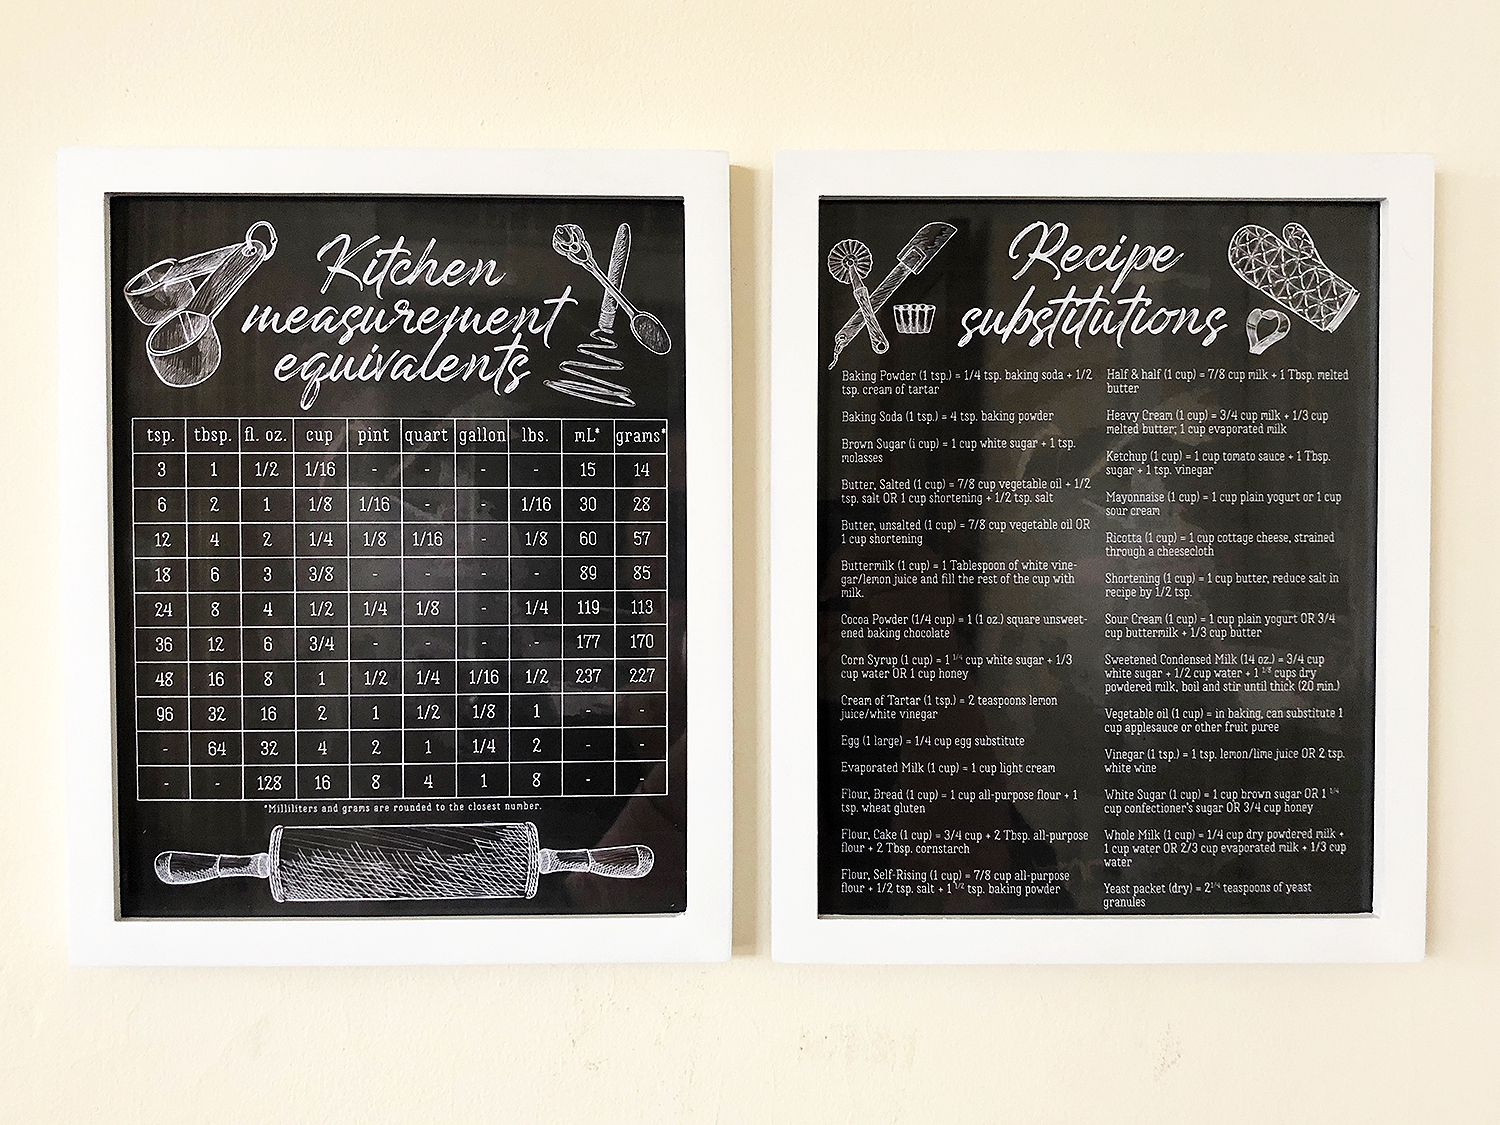 Kitchen
measurement
equivalents
tsp. tbsp. fl. oz. cup pint quart gallon lbs. mL* grams*
3 1 1/2 1/16 - - - - 15 14
6 2 1 1/8 1/16 - - 1/16 30 28
12 4 2 1/4 1/8 1/16 - 1/8 60 57
18 6 3 3/8 - - - - 89 85
24 8 4 1/2 1/4 1/8 - 1/4 119 113
36 12 6 3/4 - - - - 177 170
48 16 8 1 1/2 1/4 1/16 1/2 237 227
96 32 16 2 1 1/2 1/8 1 - -
- 64 32 4 2 1 1/4 2 - -
- - 128 16 8 4 1 8 - -
*Milliliters and grams are rounded to the closest number.
Recipe
substitutions
Baking Powder (1 tsp.) = 1/4 tsp. baking soda + 1/2
tsp. cream of tartar
Baking Soda (1 tsp.) = 4 tsp. baking powder
Brown Sugar (1 cup) = 1 cup white sugar + 1 tsp.
molasses
Butter, Salted (1 cup) = 7/8 cup vegetable oil + 1/2
tsp. salt OR 1 cup shortening + 1/2 tsp. salt
Butter, unsalted (1 cup) = 7/8 cup vegetable oil OR
1 cup shortening
Buttermilk (1 cup) = 1 Tablespoon of white vine-
gar/lemon juice and fill the rest of the cup with
milk.
Cocoa Powder (1/4 cup) = 1 (1 oz.) square unsweet-
ened baking chocolate
Corn Syrup (1 cup) = 1 1/4 cup white sugar + 1/3
cup water OR 1 cup honey
Cream of Tartar (1 tsp.) = 2 teaspoons lemon
juice/white vinegar
Egg (1 large) = 1/4 cup egg substitute
Evaporated Milk (1 cup) = 1 cup light cream
Flour, Bread (1 cup) = 1 cup all-purpose flour + 1
tsp. wheat gluten
Flour, Cake (1 cup) = 3/4 cup + 2 Tbsp. all-purpose
flour + 2 Tbsp. cornstarch
Flour, Self-Rising (1 cup) = 7/8 cup all-purpose
flour + 1/2 tsp. salt + 1 1/2 tsp. baking powder
Half & half (1 cup) = 7/8 cup milk + 1 Tbsp. melted
butter
Heavy Cream (1 cup) = 3/4 cup milk + 1/3 cup
melted butter; 1 cup evaporated milk
Ketchup (1 cup) = 1 cup tomato sauce + 1 Tbsp.
sugar + 1 tsp. vinegar
Mayonnaise (1 cup) = 1 cup plain yogurt or 1 cup
sour cream
Ricotta (1 cup) = 1 cup cottage cheese, strained
through a cheesecloth
Shortening (1 cup) = 1 cup butter, reduce salt in
recipe by 1/2 tsp.
Sour Cream (1 cup) = 1 cup plain yogurt OR 3/4
cup buttermilk + 1/3 cup butter
Sweetened Condensed Milk (14 oz.) = 3/4 cup
white sugar + 1/2 cup water + 1 1/8 cups dry
powdered milk, boil and stir until thick (20 min.)
Vegetable oil (1 cup) = in baking, can substitute 1
cup applesauce or other fruit puree
Vinegar (1 tsp.) = 1 tsp. lemon/lime juice OR 2 tsp.
white wine
White Sugar (1 cup) = 1 cup brown sugar OR 1 1/4
cup confectioner's sugar OR 3/4 cup honey
Whole Milk (1 cup) = 1/4 cup dry powdered milk +
1 cup water OR 2/3 cup evaporated milk + 1/3 cup
water
Yeast packet (dry) = 2 1/4 teaspoons of yeast
granules